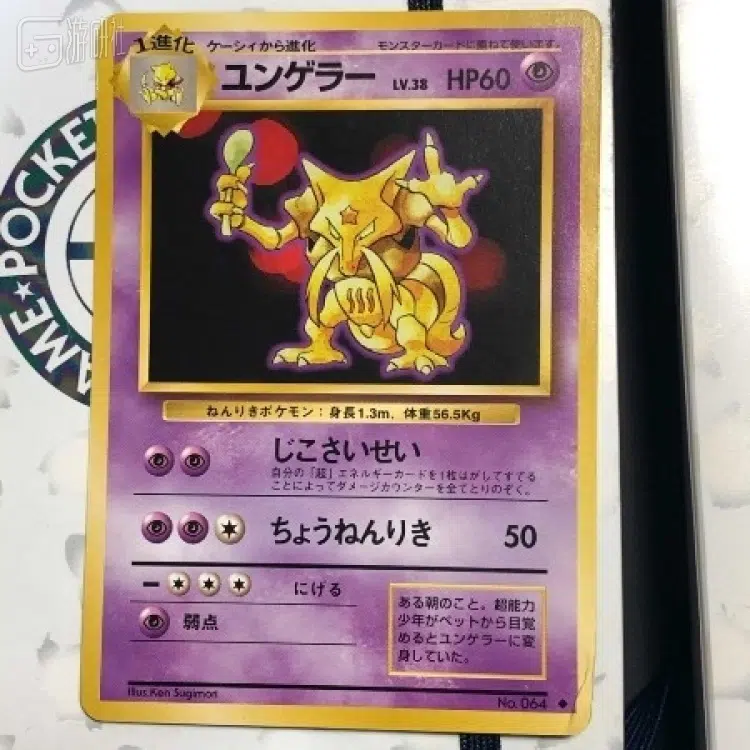 游研社
1進化 ケーシィから進化 モンスターカードに重ねて使います。
ユンゲラー LV.38 HP60
GAME★POCKET
ねんりきポケモン：身長1.3m、体重56.5Kg
じこさいせい
自分の「超」エネルギーカードを1枚はがしてすてる
ことによってダメージカウンターを全てとりのぞく。
ちょうねんりき 50
ー にげる
弱点
ある朝のこと。超能力
少年がベットから目覚
めるとユンゲラーに変
身していた。
Illus.Ken Sugimori No. 064 ◆